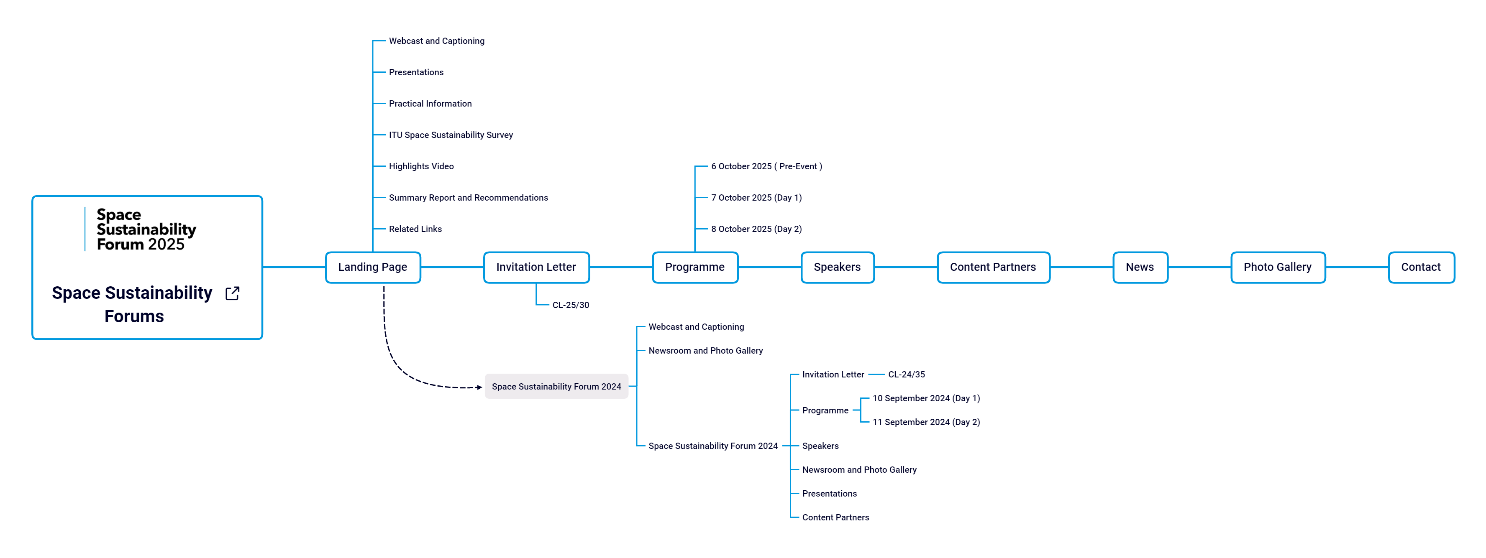 Space
Sustainability
Forum 2025
Space Sustainability
Forums
Webcast and Captioning
Presentations
Practical Information
ITU Space Sustainability Survey
Highlights Video
Summary Report and Recommendations
Related Links
Landing Page
Invitation Letter
CL-25/30
6 October 2025 ( Pre-Event )
7 October 2025 (Day 1)
8 October 2025 (Day 2)
Programme
Speakers
Content Partners
News
Photo Gallery
Contact
Space Sustainability Forum 2024
Webcast and Captioning
Newsroom and Photo Gallery
Space Sustainability Forum 2024
Invitation Letter
CL-24/35
Programme
10 September 2024 (Day 1)
11 September 2024 (Day 2)
Speakers
Newsroom and Photo Gallery
Presentations
Content Partners